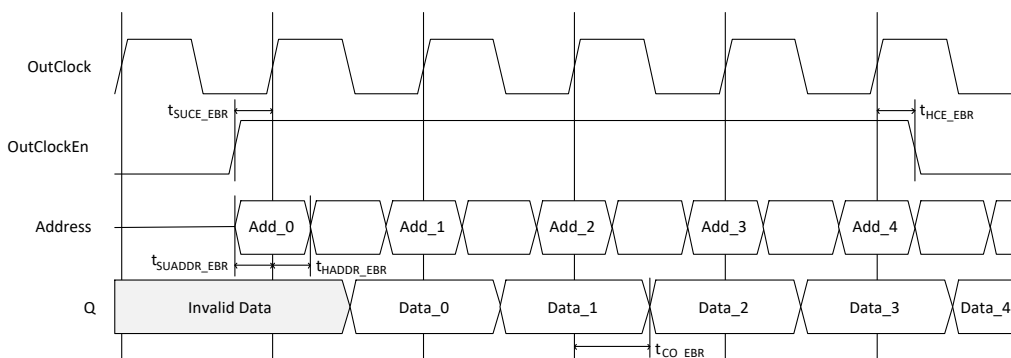 OutClock
tSUCE_EBR
tHCE_EBR
OutClockEn
Address
Add_0
Add_1
Add_2
Add_3
Add_4
tSUADDR_EBR
tHADDR_EBR
Q
Invalid Data
Data_0
Data_1
Data_2
Data_3
Data_4
tCO_EBR